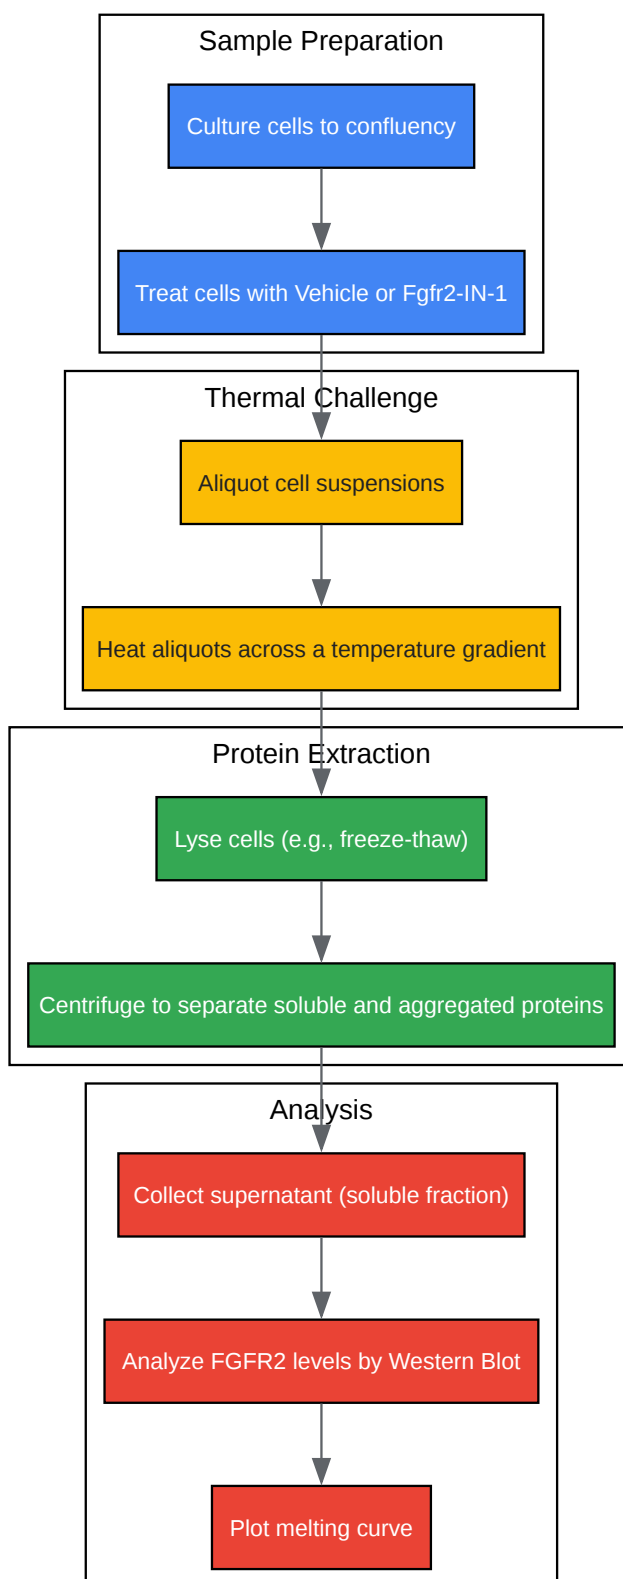 Sample Preparation
Culture cells to confluency
Treat cells with Vehicle or Fgfr2-IN-1
Thermal Challenge
Aliquot cell suspensions
Heat aliquots across a temperature gradient
Protein Extraction
Lyse cells (e.g., freeze-thaw)
Centrifuge to separate soluble and aggregated proteins
Analysis
Collect supernatant (soluble fraction)
Analyze FGFR2 levels by Western Blot
Plot melting curve